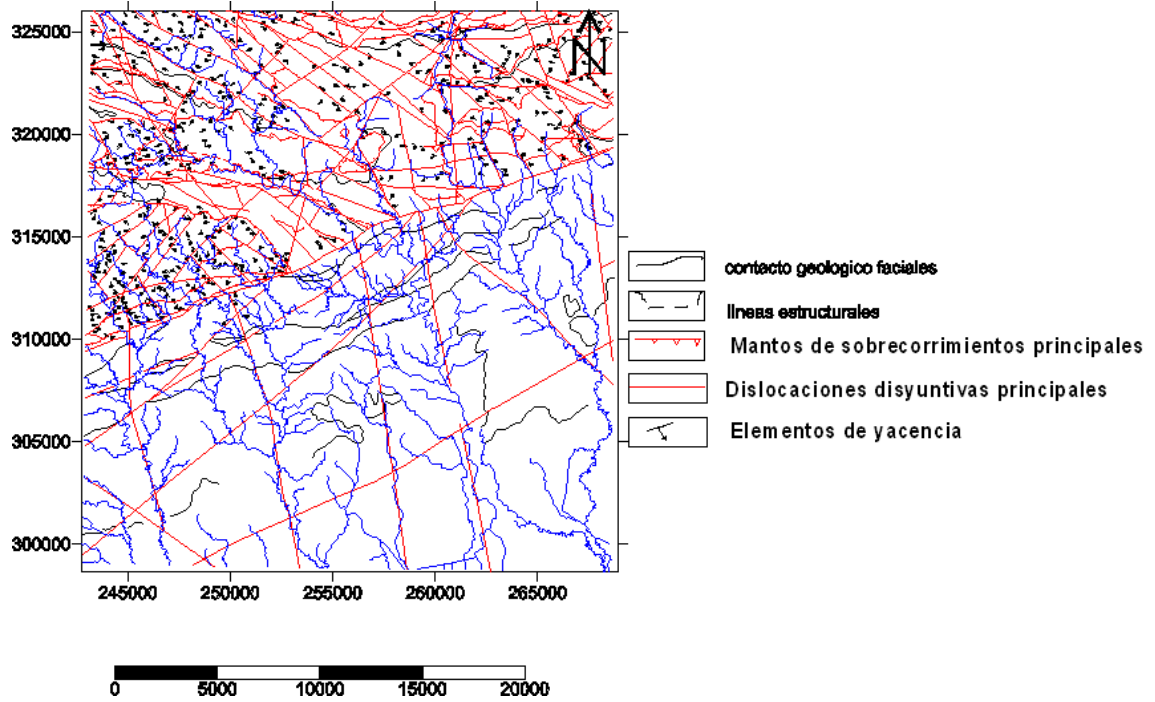 N
325000
320000
315000
310000
305000
300000
245000 250000 255000 260000 265000
contacto geologico faciales
lineas estructurales
Mantos de sobrecorrimientos principales
Dislocaciones disyuntivas principales
Elementos de yacencia
0 5000 10000 15000 20000